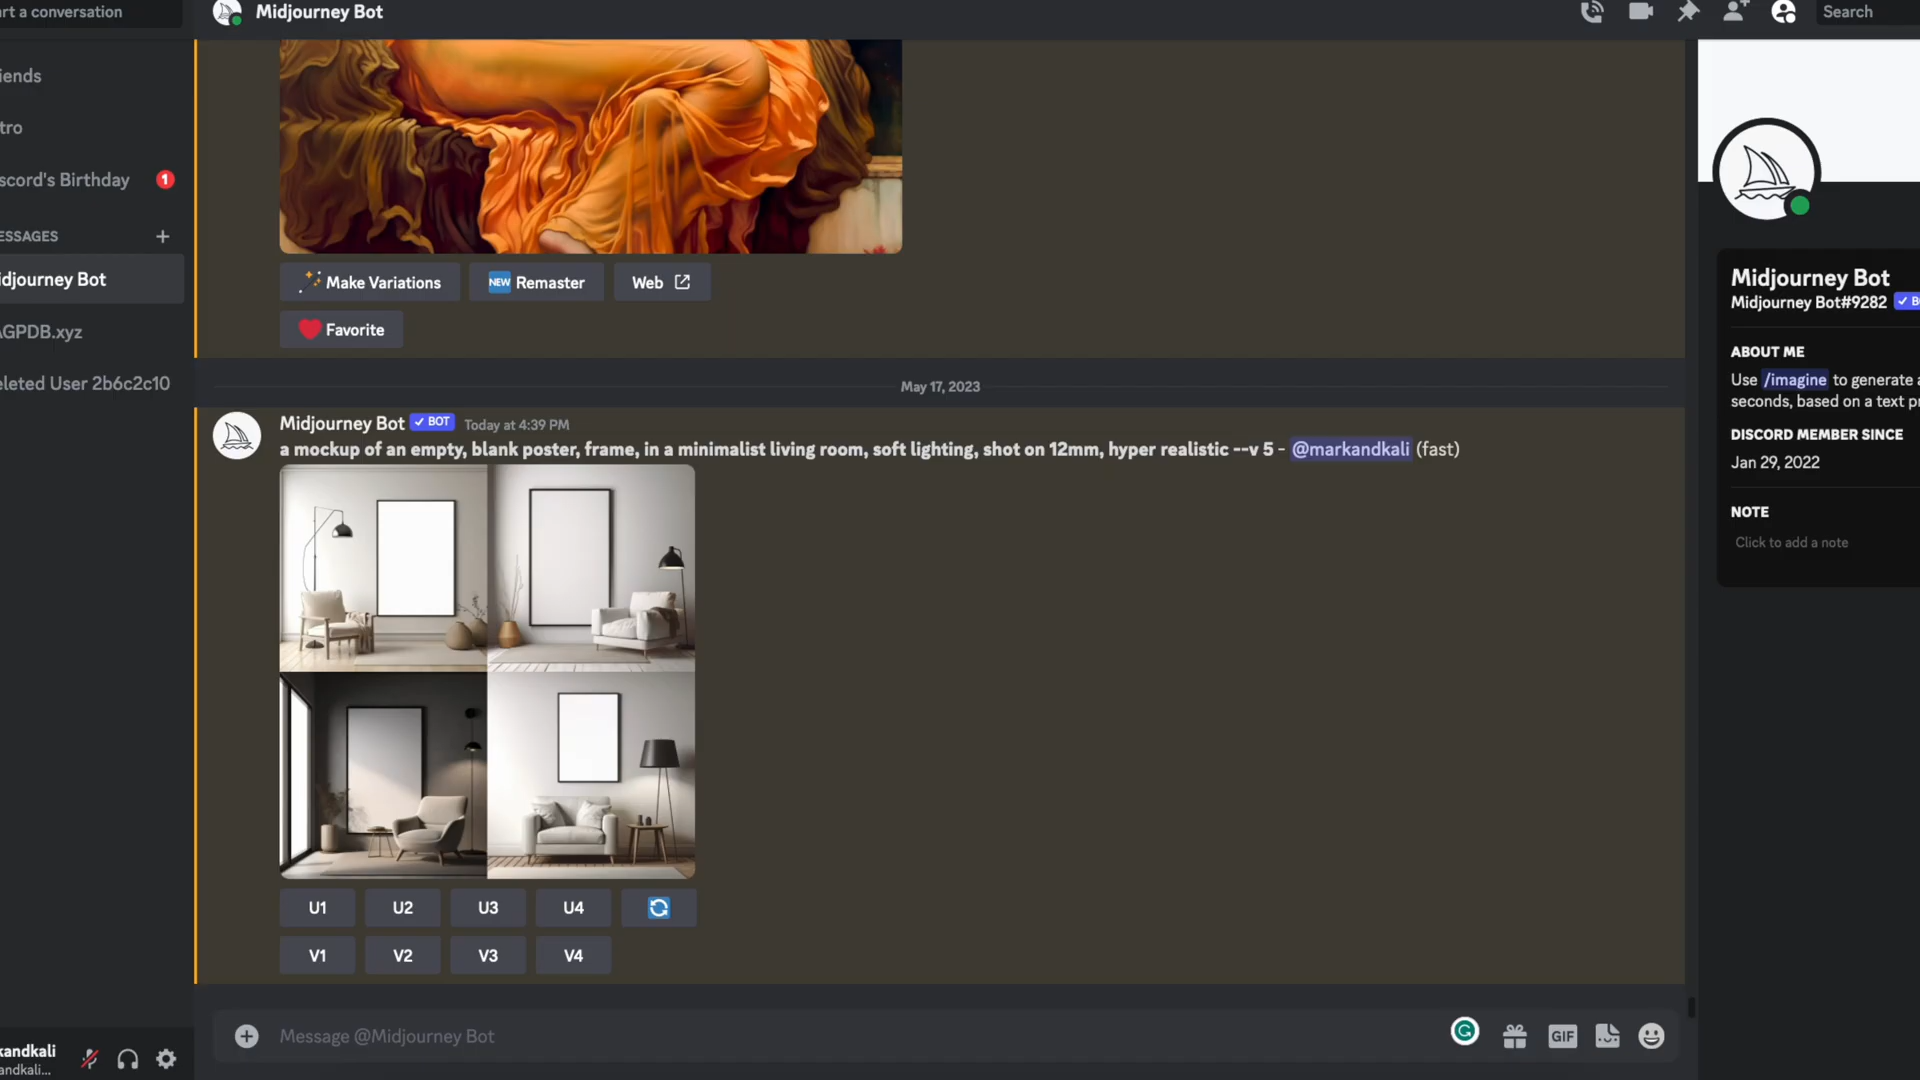 rt a conversation
Midjourney Bot
Search
iends
tro
scord's Birthday
1
ESSAGES
idjourney Bot
AGPDB.xyz
eleted User 2b6c2c10
Make Variations
NEW Remaster
Web
Favorite
May 17, 2023
Midjourney Bot BOT Today at 4:39 PM
a mockup of an empty, blank poster, frame, in a minimalist living room, soft lighting, shot on 12mm, hyper realistic --v 5 - @markandkali (fast)
U1 U2 U3 U4
V1 V2 V3 V4
Message @Midjourney Bot
GIF
kandkali
andkali...
Midjourney Bot
Midjourney Bot#9282 B
ABOUT ME
Use /imagine to generate a
seconds, based on a text pr
DISCORD MEMBER SINCE
Jan 29, 2022
NOTE
Click to add a note